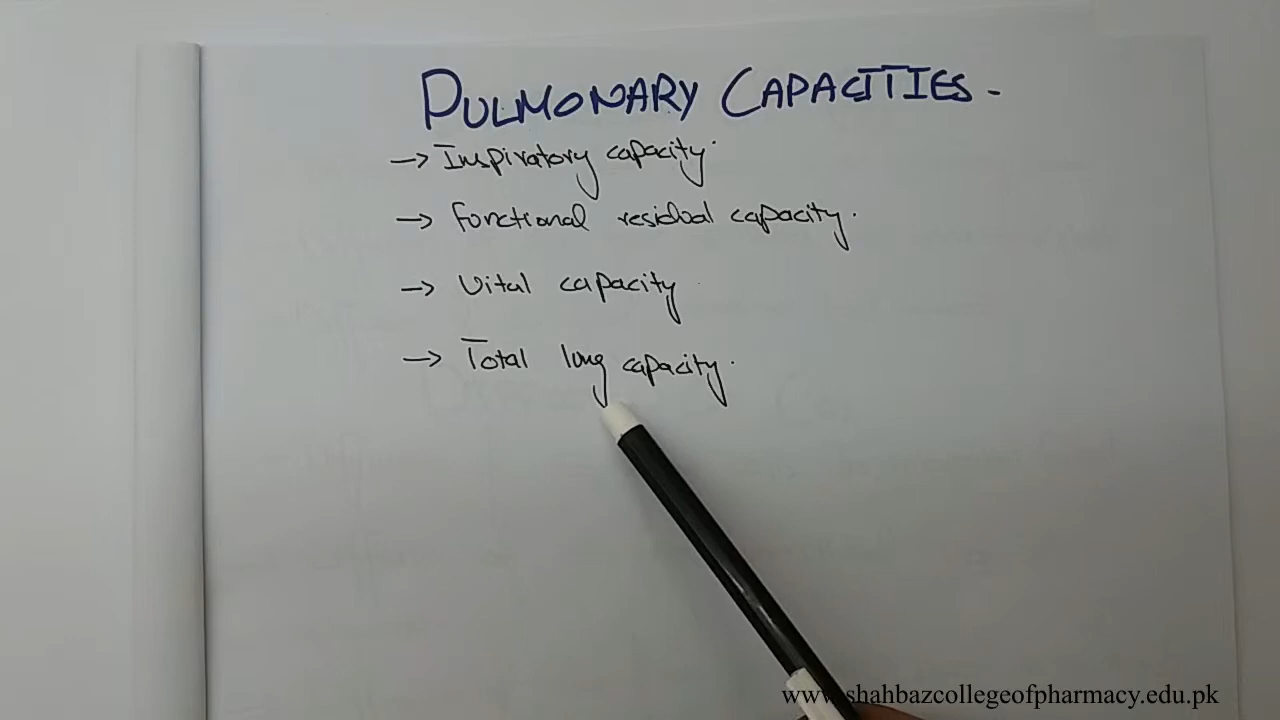 PULMONARY CAPACITIES.
→ Inspiratory capacity.
→ functional residual capacity.
→ Vital capacity
→ Total lung capacity.
www.shahbazcollegeofpharmacy.edu.pk